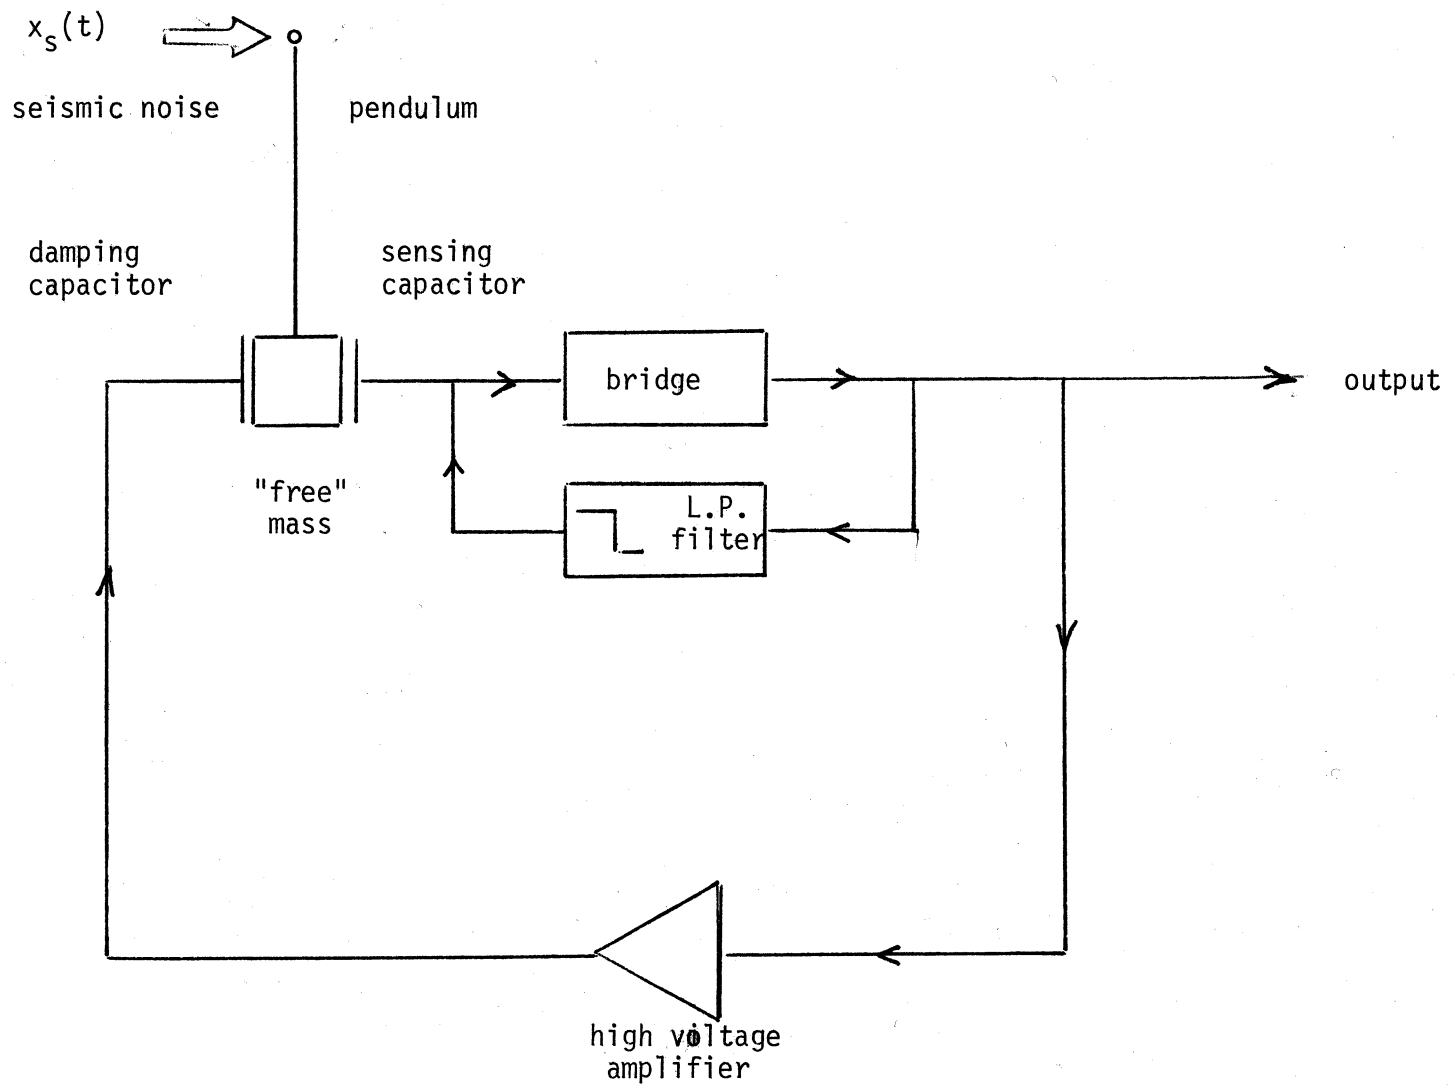 xs(t)
seismic noise
pendulum
damping
capacitor
sensing
capacitor
bridge
output
"free"
mass
L.P.
filter
high voltage
amplifier